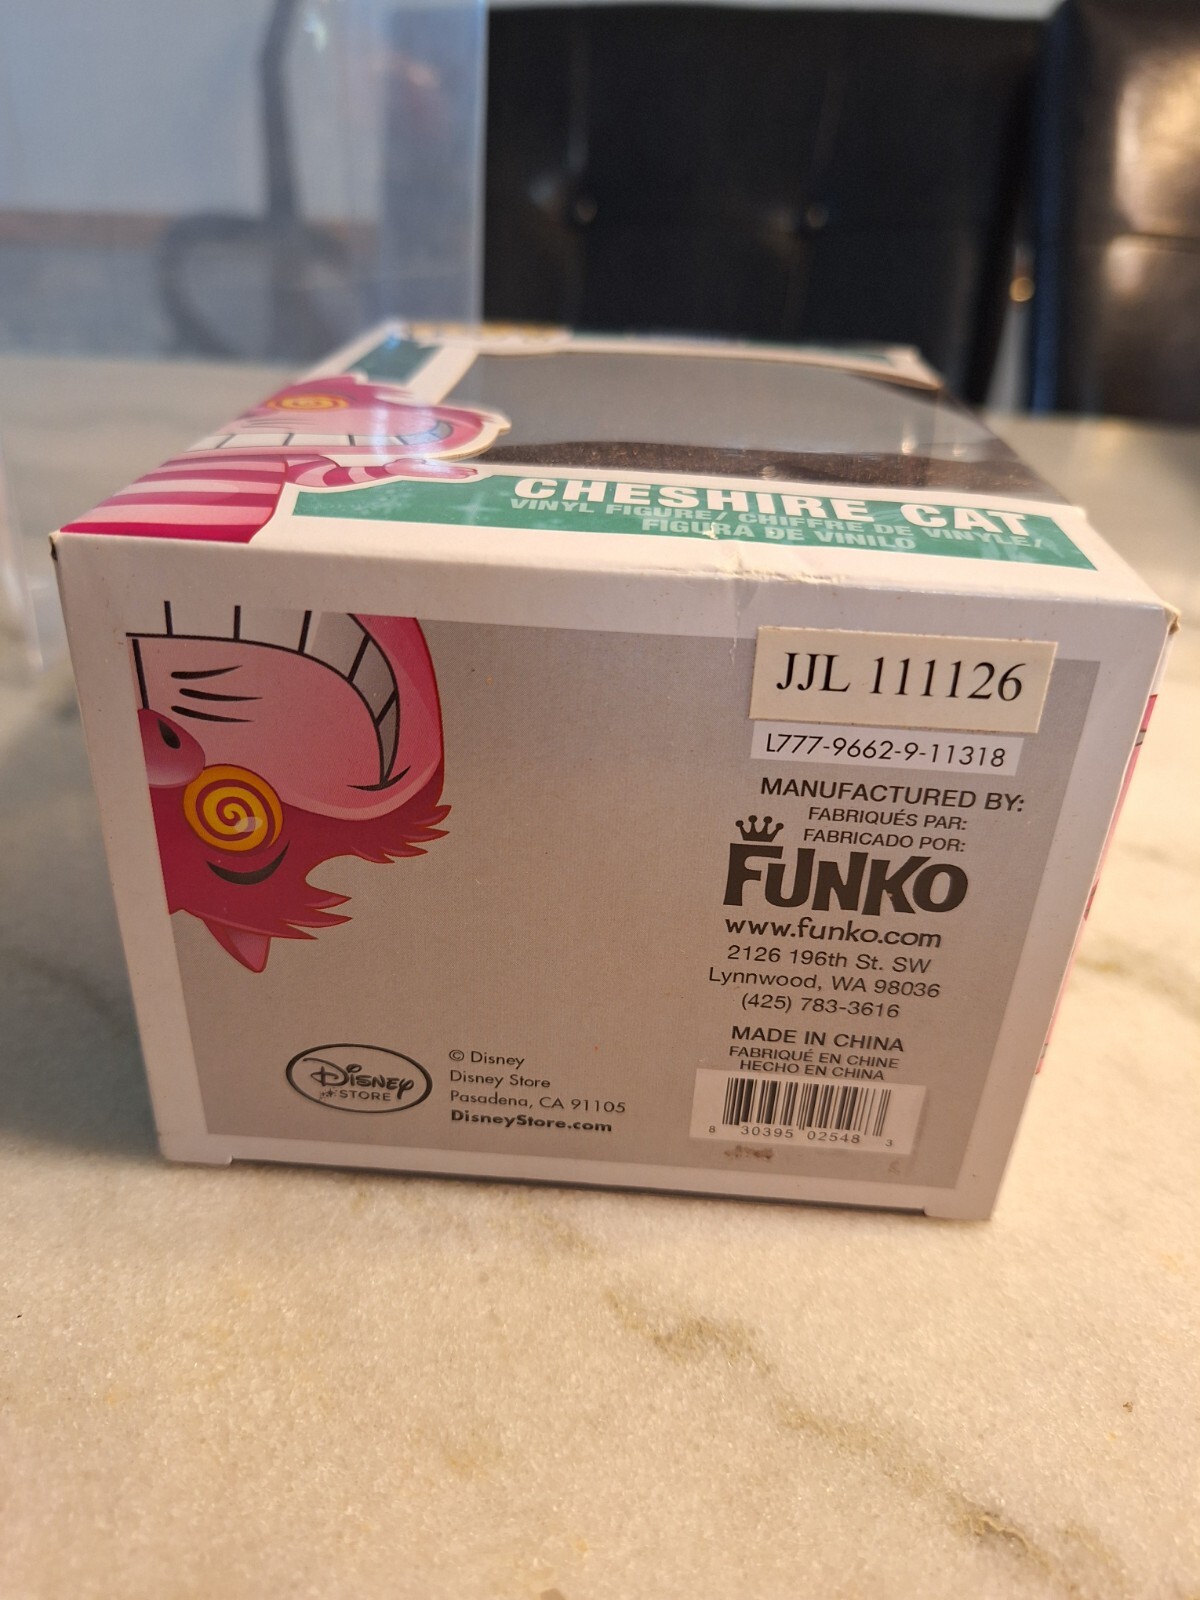 CHESHIRE CAT
VINYL FIGURE/ CHIFFRE DE VINYLE/
FIGURA DE VINILO
JJL 111126
L777-9662-9-11318
MANUFACTURED BY:
FABRIQUÉS PAR:
FABRICADO POR:
FUNKO
www.funko.com
2126 196th St. SW
Lynnwood, WA 98036
(425) 783-3616
MADE IN CHINA
FABRIQUÉ EN CHINE
HECHO EN CHINA
8 30395 02548 3
Disney
STORE
© Disney
Disney Store
Pasadena, CA 91105
DisneyStore.com